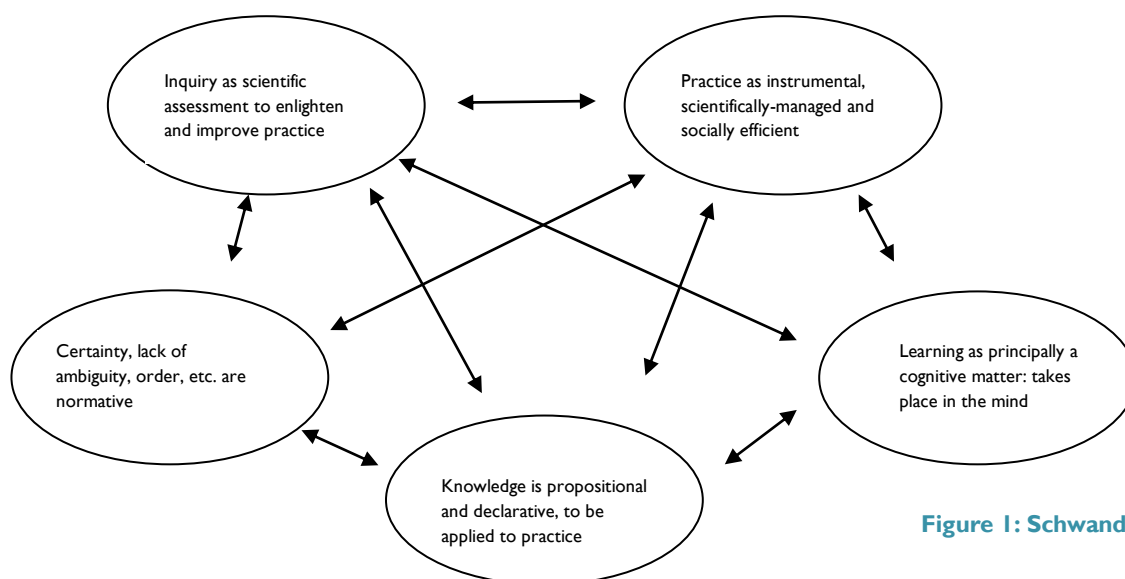 Inquiry as scientific
assessment to enlighten
and improve practice
Practice as instrumental,
scientifically-managed and
socially efficient
Certainty, lack of
ambiguity, order, etc. are
normative
Learning as principally a
cognitive matter: takes
place in the mind
Knowledge is propositional
and declarative, to be
applied to practice
Figure 1: Schwand